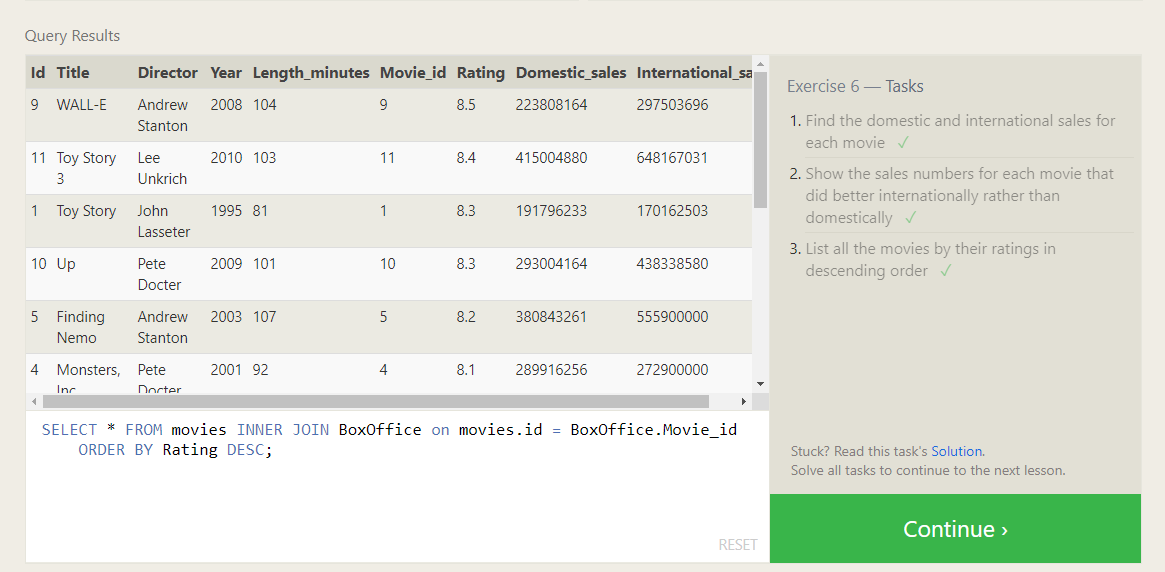 Query Results
Id Title Director Year Length_minutes Movie_id Rating Domestic_sales International_sa
9 WALL-E Andrew 2008 104 9 8.5 223808164 297503696
Stanton
11 Toy Story Lee 2010 103 11 8.4 415004880 648167031
3 Unkrich
1 Toy Story John 1995 81 1 8.3 191796233 170162503
Lasseter
10 Up Pete 2009 101 10 8.3 293004164 438338580
Docter
5 Finding Andrew 2003 107 5 8.2 380843261 555900000
Nemo Stanton
4 Monsters, Pete 2001 92 4 8.1 289916256 272900000
Inc. Docter
SELECT * FROM movies INNER JOIN BoxOffice on movies.id = BoxOffice.Movie_id
ORDER BY Rating DESC;
RESET
Exercise 6 — Tasks
1. Find the domestic and international sales for
each movie ✓
2. Show the sales numbers for each movie that
did better internationally rather than
domestically ✓
3. List all the movies by their ratings in
descending order ✓
Stuck? Read this task's Solution.
Solve all tasks to continue to the next lesson.
Continue ›